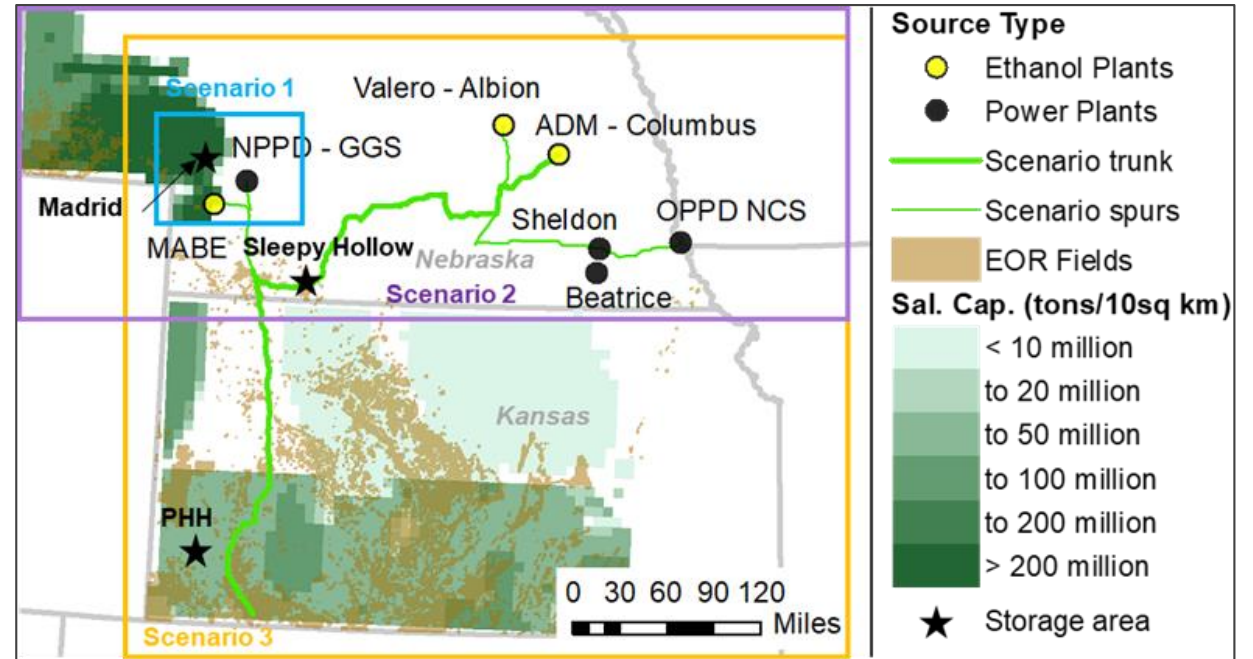 Scenario 1
Valero - Albion
ADM - Columbus
NPPD - GGS
Madrid
MABE
Sleepy Hollow
Sheldon
OPPD NCS
Nebraska
Scenario 2
Beatrice
Kansas
PHH
0 30 60 90 120
Miles
Scenario 3
Source Type
Ethanol Plants
Power Plants
Scenario trunk
Scenario spurs
EOR Fields
Sal. Cap. (tons/10sq km)
< 10 million
to 20 million
to 50 million
to 100 million
to 200 million
> 200 million
Storage area